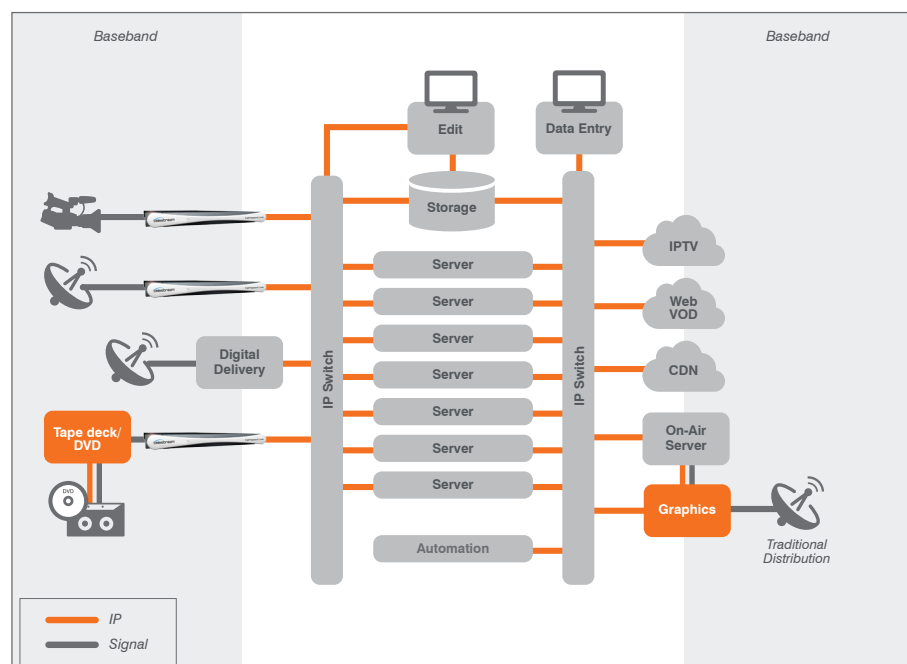 Baseband
Baseband
Edit
Data Entry
Storage
IPTV
Server
Server
Web
VOD
Server
Digital
Delivery
IP Switch
IP Switch
Server
CDN
Server
Tape deck/
DVD
On-Air
Server
Server
Server
DVD
Graphics
Automation
Traditional
Distribution
IP
Signal